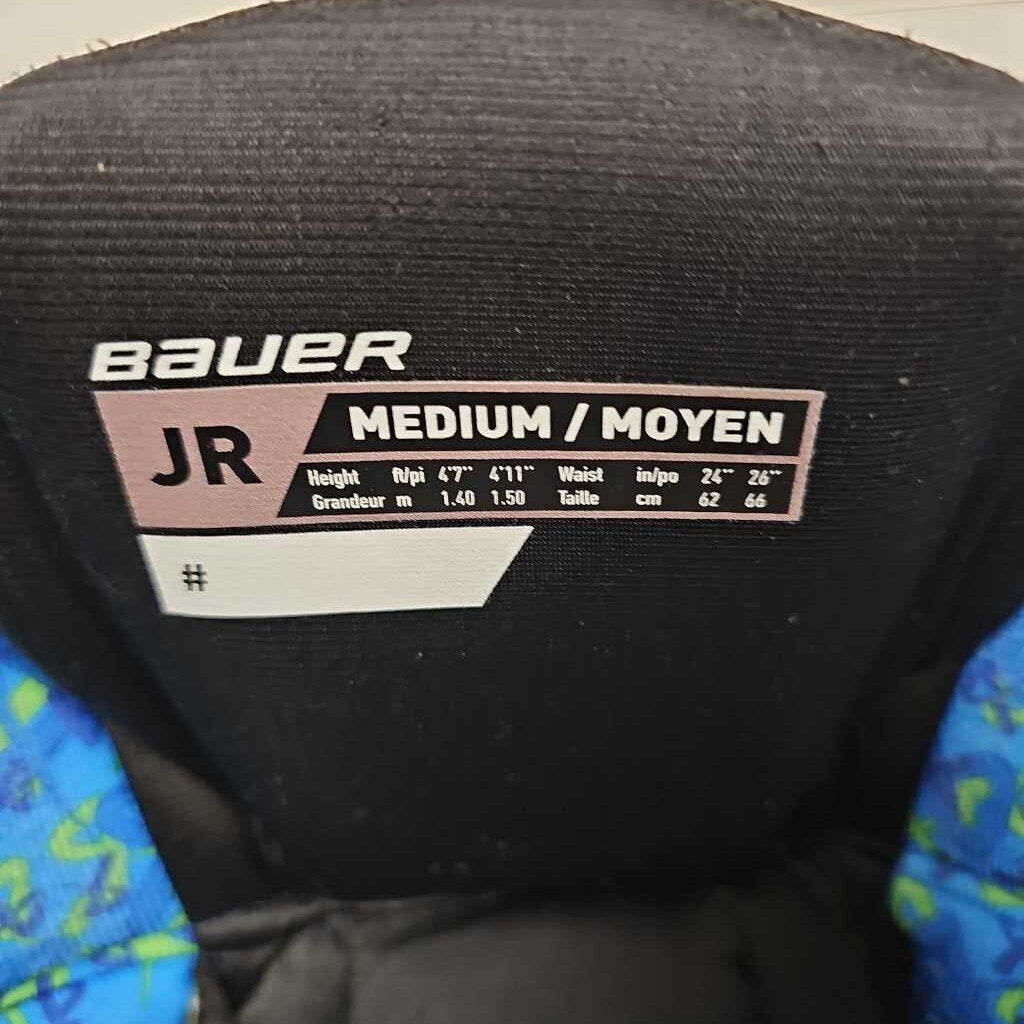 BAUER
JR
MEDIUM / MOYEN
Height ft/pi 4'7" 4'11" Waist in/po 24" 26"
Grandeur m 1.40 1.50 Taille cm 62 66
#